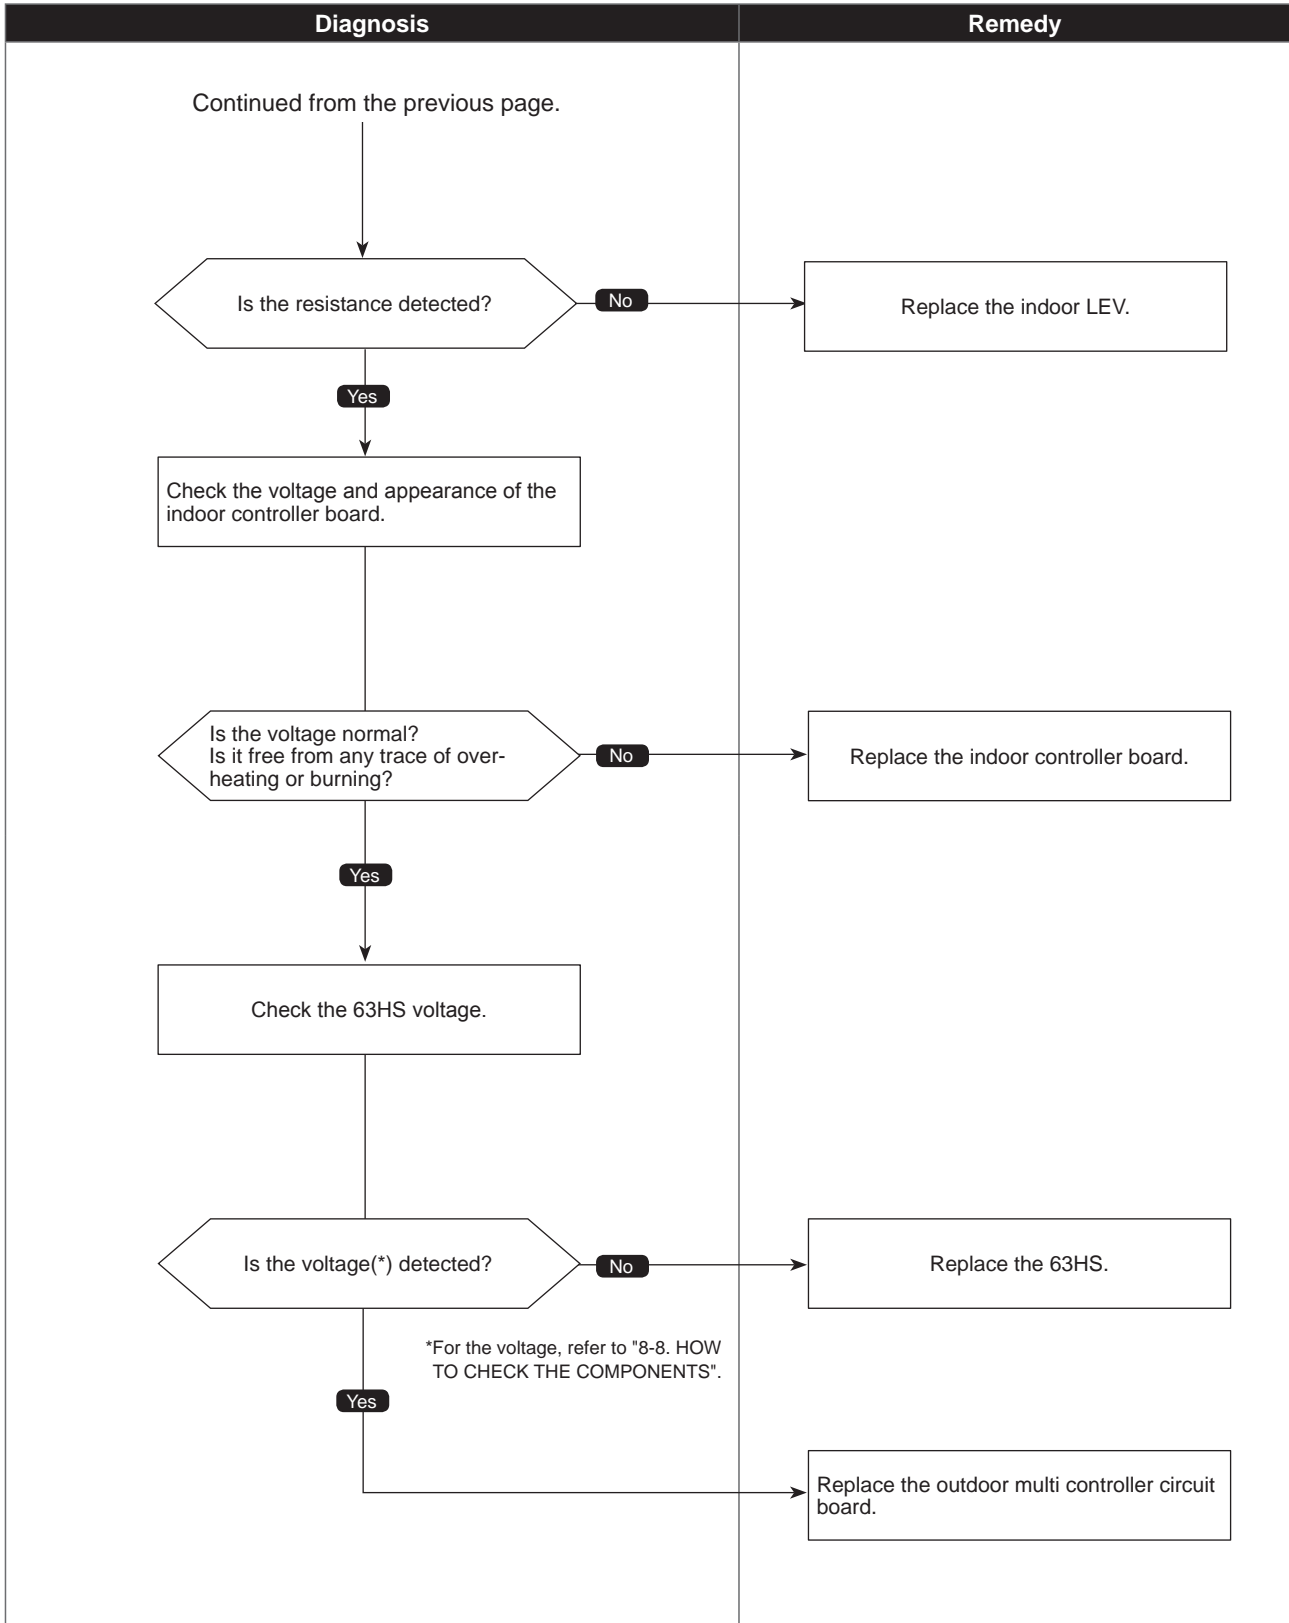 Diagnosis
Remedy
Continued from the previous page.
Is the resistance detected?
No
Replace the indoor LEV.
Yes
Check the voltage and appearance of the
indoor controller board.
Is the voltage normal?
Is it free from any trace of over-
heating or burning?
No
Replace the indoor controller board.
Yes
Check the 63HS voltage.
Is the voltage(*) detected?
No
Replace the 63HS.
*For the voltage, refer to "8-8. HOW
TO CHECK THE COMPONENTS".
Yes
Replace the outdoor multi controller circuit
board.